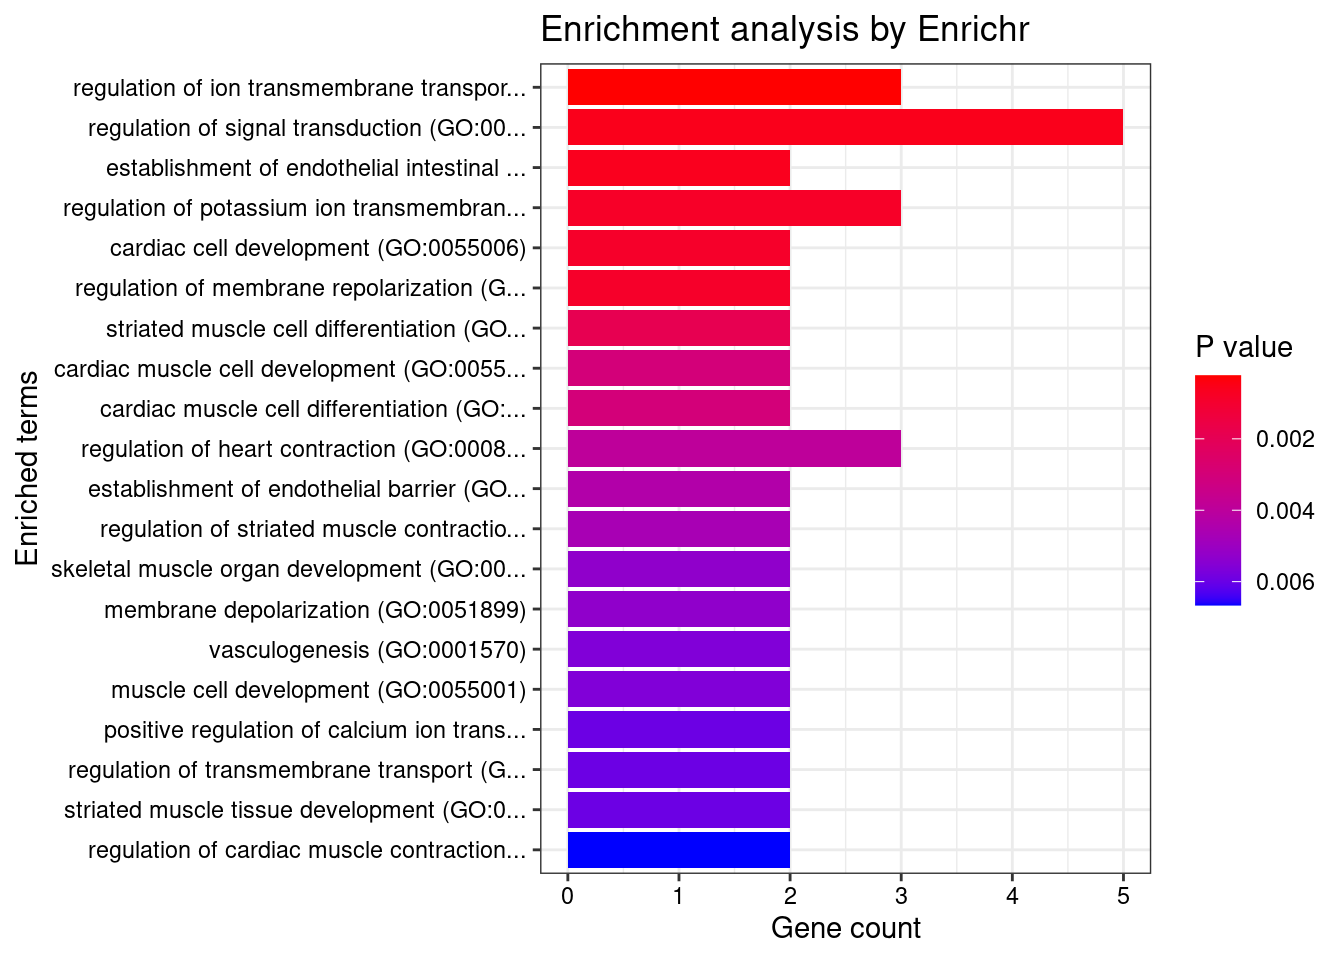 Enrichment analysis by Enrichr
regulation of ion transmembrane transpor...
regulation of signal transduction (GO:00...
establishment of endothelial intestinal ...
regulation of potassium ion transmembran...
cardiac cell development (GO:0055006)
regulation of membrane repolarization (G...
striated muscle cell differentiation (GO...
cardiac muscle cell development (GO:0055...
cardiac muscle cell differentiation (GO:...
regulation of heart contraction (GO:0008...
establishment of endothelial barrier (GO...
regulation of striated muscle contractio...
skeletal muscle organ development (GO:00...
membrane depolarization (GO:0051899)
vasculogenesis (GO:0001570)
muscle cell development (GO:0055001)
positive regulation of calcium ion trans...
regulation of transmembrane transport (G...
striated muscle tissue development (GO:0...
regulation of cardiac muscle contraction...
Enriched terms
0 1 2 3 4 5
Gene count
P value
0.002
0.004
0.006